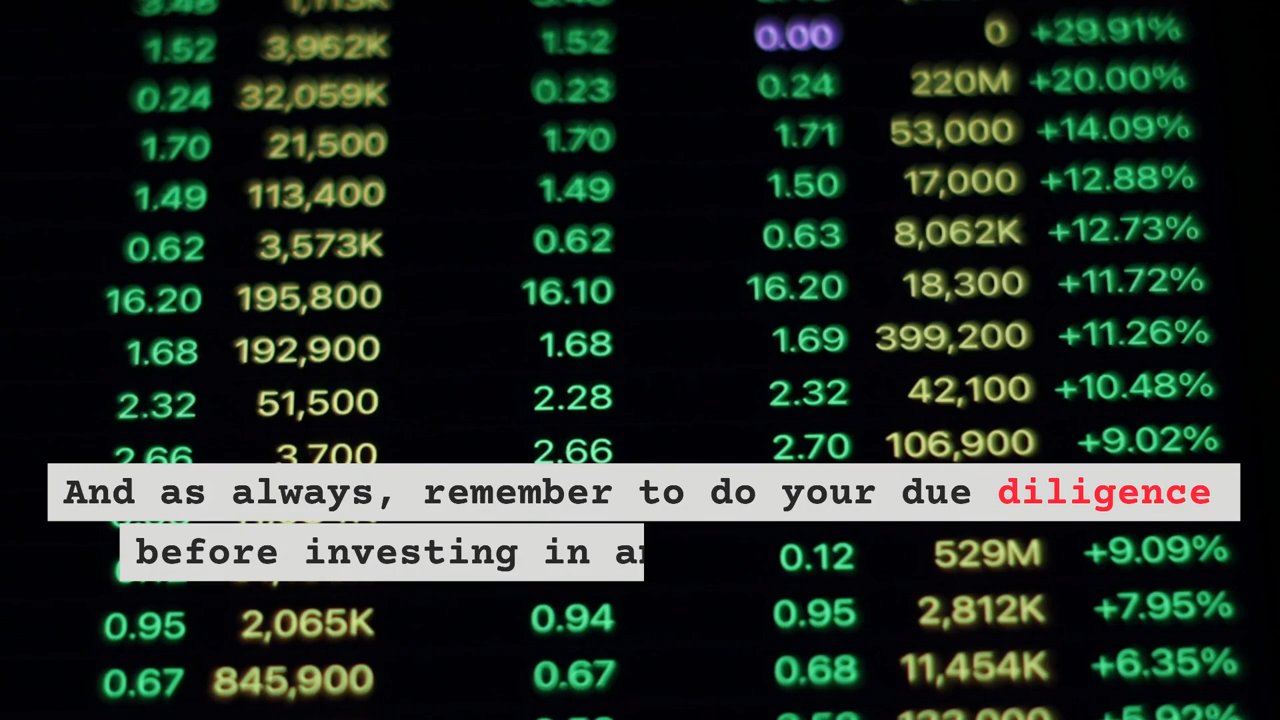 1.52 3,962K 1.52 0.00 0 +29.91%
0.24 32,059K 0.23 0.24 220M +20.00%
1.70 21,500 1.70 1.71 53,000 +14.09%
1.49 113,400 1.49 1.50 17,000 +12.88%
0.62 3,573K 0.62 0.63 8,062K +12.73%
16.20 195,800 16.10 16.20 18,300 +11.72%
1.68 192,900 1.68 1.69 399,200 +11.26%
2.32 51,500 2.28 2.32 42,100 +10.48%
2.66 3,700 2.66 2.70 106,900 +9.02%
And as always, remember to do your due diligence
before investing in
0.12 529M +9.09%
0.95 2,065K 0.94 0.95 2,812K +7.95%
0.67 845,900 0.67 0.68 11,454K +6.35%
+5.92%